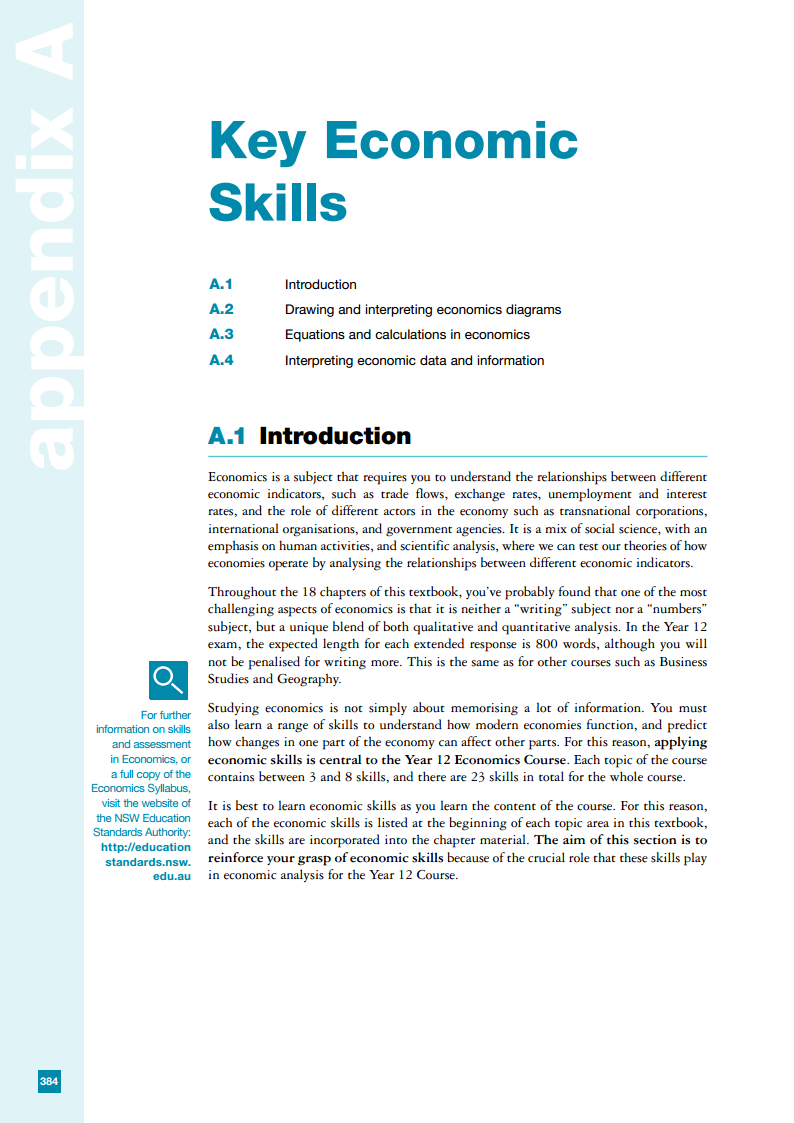 appendix A
Key Economic
Skills
A.1 Introduction
A.2 Drawing and interpreting economics diagrams
A.3 Equations and calculations in economics
A.4 Interpreting economic data and information
A.1 Introduction
Economics is a subject that requires you to understand the relationships between different
economic indicators, such as trade flows, exchange rates, unemployment and interest
rates, and the role of different actors in the economy such as transnational corporations,
international organisations, and government agencies. It is a mix of social science, with an
emphasis on human activities, and scientific analysis, where we can test our theories of how
economies operate by analysing the relationships between different economic indicators.
Throughout the 18 chapters of this textbook, you’ve probably found that one of the most
challenging aspects of economics is that it is neither a “writing” subject nor a “numbers”
subject, but a unique blend of both qualitative and quantitative analysis. In the Year 12
exam, the expected length for each extended response is 800 words, although you will
not be penalised for writing more. This is the same as for other courses such as Business
Studies and Geography.
Studying economics is not simply about memorising a lot of information. You must
also learn a range of skills to understand how modern economies function, and predict
how changes in one part of the economy can affect other parts. For this reason, applying
economic skills is central to the Year 12 Economics Course. Each topic of the course
contains between 3 and 8 skills, and there are 23 skills in total for the whole course.
It is best to learn economic skills as you learn the content of the course. For this reason,
each of the economic skills is listed at the beginning of each topic area in this textbook,
and the skills are incorporated into the chapter material. The aim of this section is to
reinforce your grasp of economic skills because of the crucial role that these skills play
in economic analysis for the Year 12 Course.
For further
information on skills
and assessment
in Economics, or
a full copy of the
Economics Syllabus,
visit the website of
the NSW Education
Standards Authority:
http://education
standards.nsw.
edu.au
384